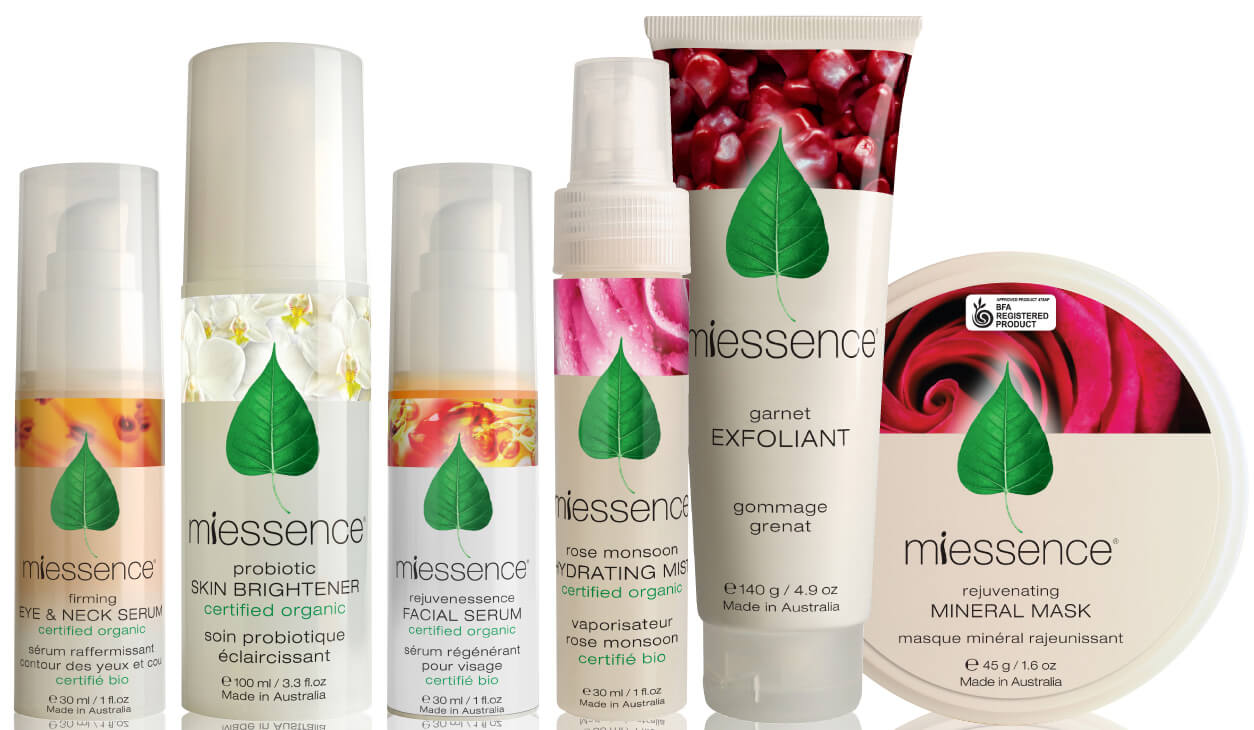 miessence®
firming
EYE & NECK SERUM
certified organic
sérum raffermissant
contour des yeux et cou
certifié bio
℮ 30 ml / 1 fl.oz
Made in Australia
miessence®
probiotic
SKIN BRIGHTENER
certified organic
soin probiotique
éclaircissant
℮ 100 ml / 3.3 fl.oz
Made in Australia
miessence®
rejuvenessence
FACIAL SERUM
certified organic
sérum régénérant
pour visage
certifié bio
℮ 30 ml / 1 fl.oz
Made in Australia
miessence®
rose monsoon
HYDRATING MIST
certified organic
vaporisateur
rose monsoon
certifié bio
℮ 30 ml / 1 fl.oz
Made in Australia
miessence®
garnet
EXFOLIANT
gommage
grenat
℮ 140 g / 4.9 oz
Made in Australia
APPROVED PRODUCT 478AP
BFA
REGISTERED
PRODUCT
miessence®
rejuvenating
MINERAL MASK
masque minéral rajeunissant
℮ 45 g / 1.6 oz
Made in Australia